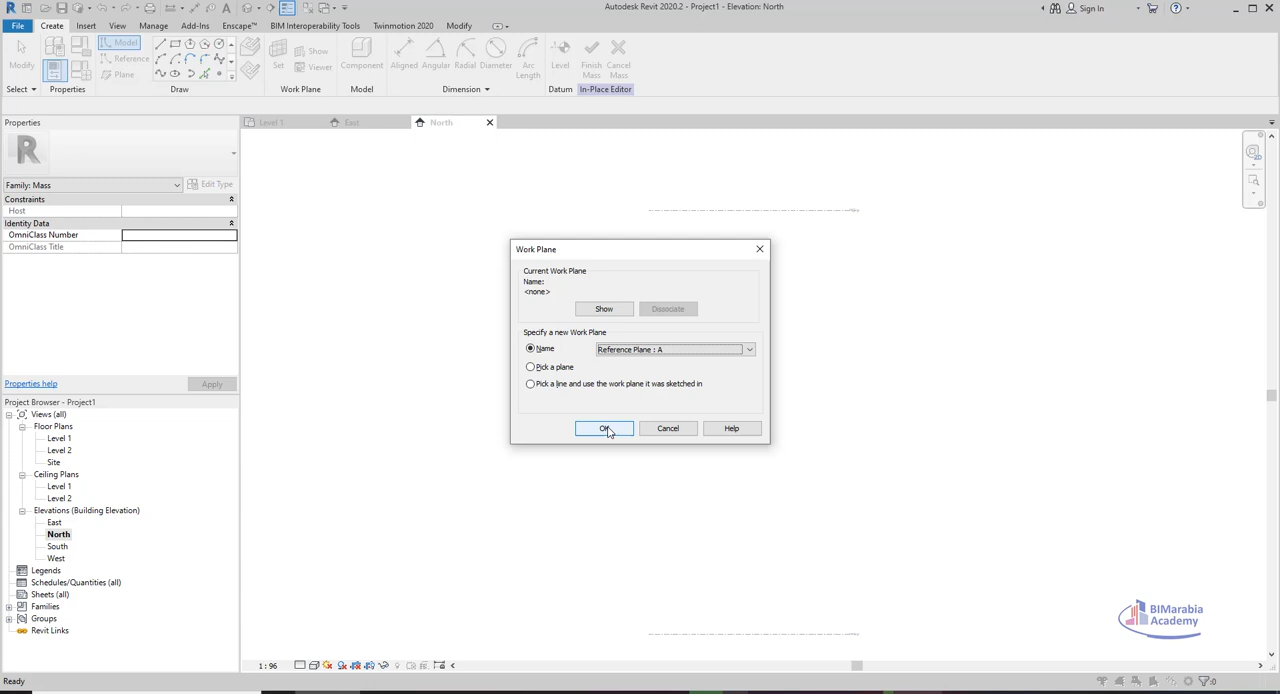 Autodesk Revit 2020.2 - Project1 - Elevation: North
Sign In
File Create Insert View Manage Add-Ins Enscape™ BIM Interoperability Tools Twinmotion 2020 Modify
Model
Reference
Plane
Show
Viewer
Modify
Set
Component
Aligned Angular Radial Diameter Arc Length
Level
Finish Mass
Cancel Mass
Select Properties Draw Work Plane Model Dimension Datum In-Place Editor
Properties
Level 1
East
North
Family: Mass
Edit Type
Constraints
Host
Identity Data
OmniClass Number
OmniClass Title
Properties help
Apply
Project Browser - Project1
Views (all)
Floor Plans
Level 1
Level 2
Site
Ceiling Plans
Level 1
Level 2
Elevations (Building Elevation)
East
North
South
West
Legends
Schedules/Quantities (all)
Sheets (all)
Families
Groups
Revit Links
Work Plane
Current Work Plane
Name:
<none>
Show
Dissociate
Specify a new Work Plane
Name
Reference Plane : A
Pick a plane
Pick a line and use the work plane it was sketched in
OK
Cancel
Help
BIMarabia
Academy
1 : 96
Ready
:0